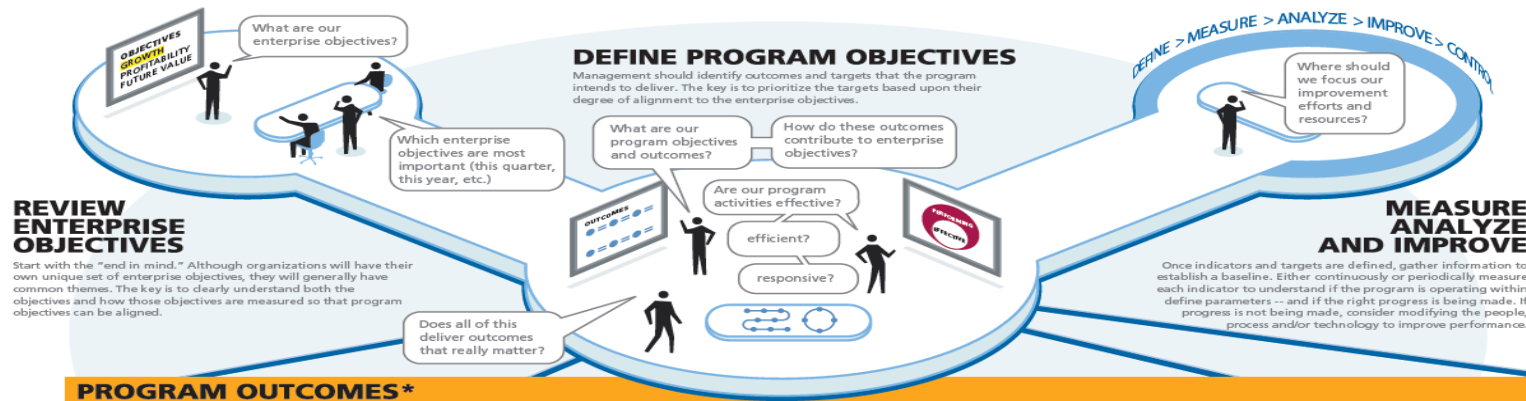 OBJECTIVES
GROWTH
PROFITABILITY
FUTURE VALUE
What are our
enterprise objectives?
Which enterprise
objectives are most
important (this quarter,
this year, etc.)
REVIEW
ENTERPRISE
OBJECTIVES
Start with the "end in mind." Although organizations will have their
own unique set of enterprise objectives, they will generally have
common themes. The key is to clearly understand both the
objectives and how those objectives are measured so that program
objectives can be aligned.
DEFINE PROGRAM OBJECTIVES
Management should identify outcomes and targets that the program
intends to deliver. The key is to prioritize the targets based upon their
degree of alignment to the enterprise objectives.
What are our
program objectives
and outcomes?
How do these outcomes
contribute to enterprise
objectives?
OUTCOMES
Are our program
activities effective?
efficient?
responsive?
PERFORMING
EFFECTIVE
Does all of this
deliver outcomes
that really matter?
DEFINE > MEASURE > ANALYZE > IMPROVE > CONTROL
Where should
we focus our
improvement
efforts and
resources?
MEASURE
ANALYZE
AND IMPROVE
Once indicators and targets are defined, gather information to
establish a baseline. Either continuously or periodically measure
each indicator to understand if the program is operating within
define parameters -- and if the right progress is being made. If
progress is not being made, consider modifying the people,
process and/or technology to improve performance.
PROGRAM OUTCOMES*